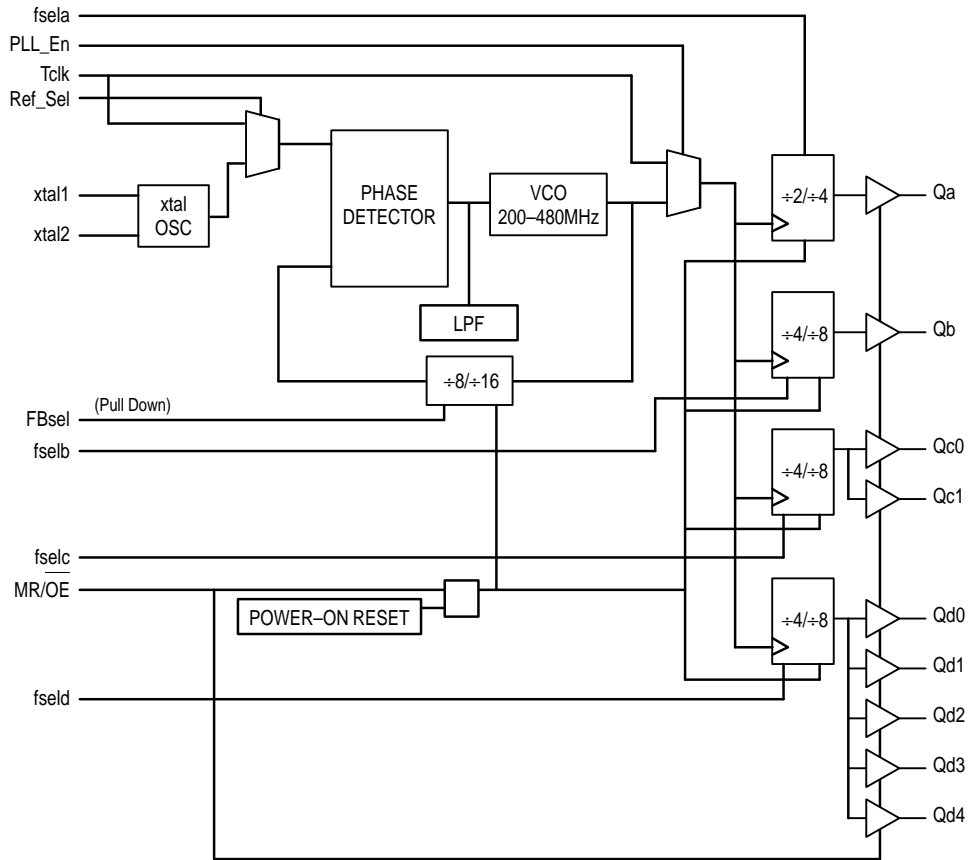 fsela
PLL_En
Tclk
Ref_Sel
xtal1
xtal2
xtal
OSC
PHASE
DETECTOR
VCO
200–480MHz
LPF
÷8/÷16
÷2/÷4
Qa
÷4/÷8
Qb
FBsel
(Pull Down)
fselb
÷4/÷8
Qc0
Qc1
fselc
MR/OE
POWER–ON RESET
÷4/÷8
Qd0
Qd1
Qd2
Qd3
Qd4
fseld